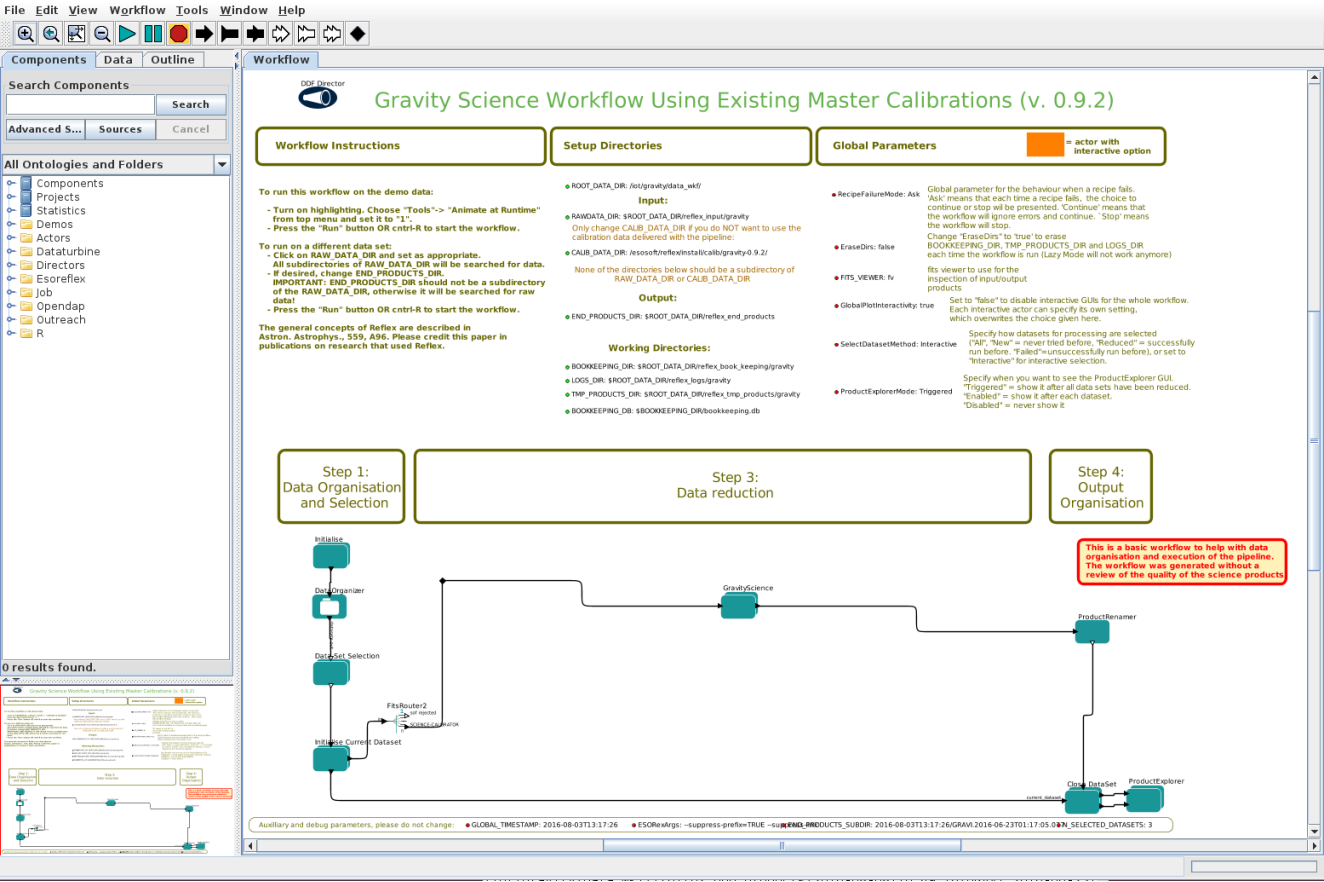 File Edit View Workflow Tools Window Help
Components Data Outline
Search Components
Search
Advanced S... Sources Cancel
All Ontologies and Folders
Components
Projects
Statistics
Demos
Actors
Dataturbine
Directors
Esoreflex
Job
Opendap
Outreach
R
0 results found.
Workflow
DDF Director
Gravity Science Workflow Using Existing Master Calibrations (v. 0.9.2)
Workflow Instructions
Setup Directories
Global Parameters
= actor with
interactive option
To run this workflow on the demo data:
- Turn on highlighting. Choose "Tools"-> "Animate at Runtime"
from top menu and set it to "1".
- Press the "Run" button OR cntrl-R to start the workflow.
To run on a different data set:
- Click on RAW_DATA_DIR and set as appropriate.
All subdirectories of RAW_DATA_DIR will be searched for data.
- If desired, change END_PRODUCTS_DIR.
IMPORTANT: END_PRODUCTS_DIR should not be a subdirectory
of the RAW_DATA_DIR, otherwise it will be searched for raw
data!
- Press the "Run" button OR cntrl-R to start the workflow.
The general concepts of Reflex are described in
Astron. Astrophys., 559, A96. Please credit this paper in
publications on research that used Reflex.
ROOT_DATA_DIR: /iot/gravity/data_wkf/
Input:
RAWDATA_DIR: $ROOT_DATA_DIR/reflex_input/gravity
Only change CALIB_DATA_DIR if you do NOT want to use the
calibration data delivered with the pipeline:
CALIB_DATA_DIR: /esosoft/reflex/install/calib/gravity-0.9.2/
None of the directories below should be a subdirectory of
RAW_DATA_DIR or CALIB_DATA_DIR
Output:
END_PRODUCTS_DIR: $ROOT_DATA_DIR/reflex_end_products
Working Directories:
BOOKKEEPING_DIR: $ROOT_DATA_DIR/reflex_book_keeping/gravity
LOGS_DIR: $ROOT_DATA_DIR/reflex_logs/gravity
TMP_PRODUCTS_DIR: $ROOT_DATA_DIR/reflex_tmp_products/gravity
BOOKKEEPING_DB: $BOOKKEEPING_DIR/bookkeeping.db
RecipeFailureMode: Ask
Global parameter for the behaviour when a recipe fails.
'Ask' means that each time a recipe fails, the choice to
continue or stop wil be presented. 'Continue' means that
the workflow will ignore errors and continue. `Stop' means
the workflow will stop.
EraseDirs: false
Change "EraseDirs" to 'true' to erase
BOOKKEEPING_DIR, TMP_PRODUCTS_DIR and LOGS_DIR
each time the workflow is run (Lazy Mode will not work anymore)
FITS_VIEWER: fv
fits viewer to use for the
inspection of input/output
products
GlobalPlotInteractivity: true
Set to "false" to disable interactive GUIs for the whole workflow.
Each interactive actor can specify its own setting,
which overwrites the choice given here.
SelectDatasetMethod: Interactive
Specify how datasets for processing are selected
("All", "New" = never tried before, "Reduced" = successfully
run before. "Failed"=unsuccessfully run before), or set to
"Interactive" for interactive selection.
ProductExplorerMode: Triggered
Specify when you want to see the ProductExplorer GUI.
"Triggered" = show it after all data sets have been reduced.
"Enabled" = show it after each dataset.
"Disabled" = never show it
Step 1:
Data Organisation
and Selection
Step 3:
Data reduction
Step 4:
Output
Organisation
This is a basic workflow to help with data
organisation and execution of the pipeline.
The workflow was generated without a
review of the quality of the science products
Initialise
DataOrganizer
Data Set Selection
FitsRouter2
sof rejected
SCIENCE-CALIBRATOR
Initialise Current Dataset
GravityScience
ProductRenamer
current_dataset
Close DataSet
ProductExplorer
Auxilliary and debug parameters, please do not change: GLOBAL_TIMESTAMP: 2016-08-03T13:17:26 ESORexArgs: --suppress-prefix=TRUE END_PRODUCTS_SUBDIR: 2016-08-03T13:17:26/GRAVI.2016-06-23T01:17:05.017 N_SELECTED_DATASETS: 3